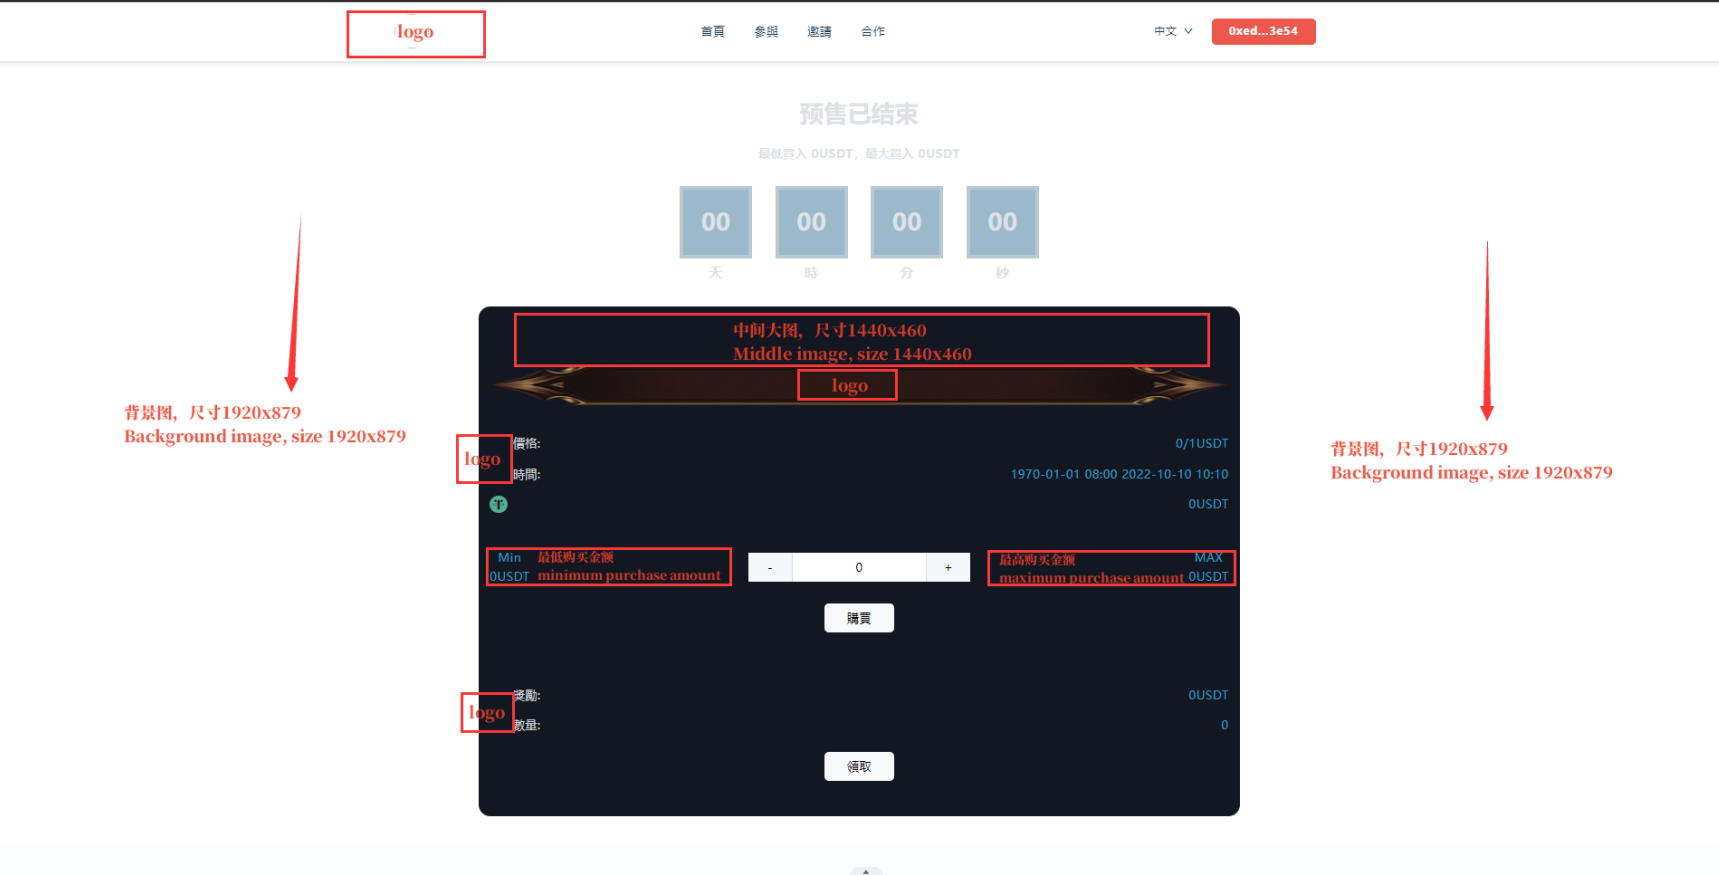 logo
首頁 參與 邀請 合作
中文
0xed...3e54
预售已结束
最低買入 0USDT，最大買入 0USDT
00 00 00 00
天 時 分 秒
背景图，尺寸1920x879
Background image, size 1920x879
背景图，尺寸1920x879
Background image, size 1920x879
中间大图，尺寸1440x460
Middle image, size 1440x460
logo
logo
價格: 0/1USDT
時間: 1970-01-01 08:00 2022-10-10 10:10
0USDT
Min 最低购买金额
0USDT minimum purchase amount
- 0 +
最高购买金额 MAX
maximum purchase amount 0USDT
購買
logo
獎勵: 0USDT
數量: 0
領取